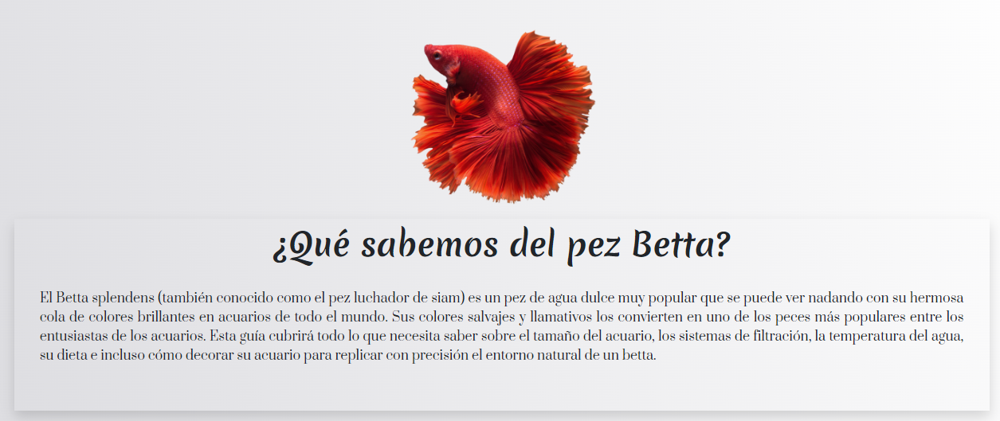 ¿Qué sabemos del pez Betta?
El Betta splendens (también conocido como el pez luchador de siam) es un pez de agua dulce muy popular que se puede ver nadando con su hermosa
cola de colores brillantes en acuarios de todo el mundo. Sus colores salvajes y llamativos los convierten en uno de los peces más populares entre los
entusiastas de los acuarios. Esta guía cubrirá todo lo que necesita saber sobre el tamaño del acuario, los sistemas de filtración, la temperatura del agua,
su dieta e incluso cómo decorar su acuario para replicar con precisión el entorno natural de un betta.